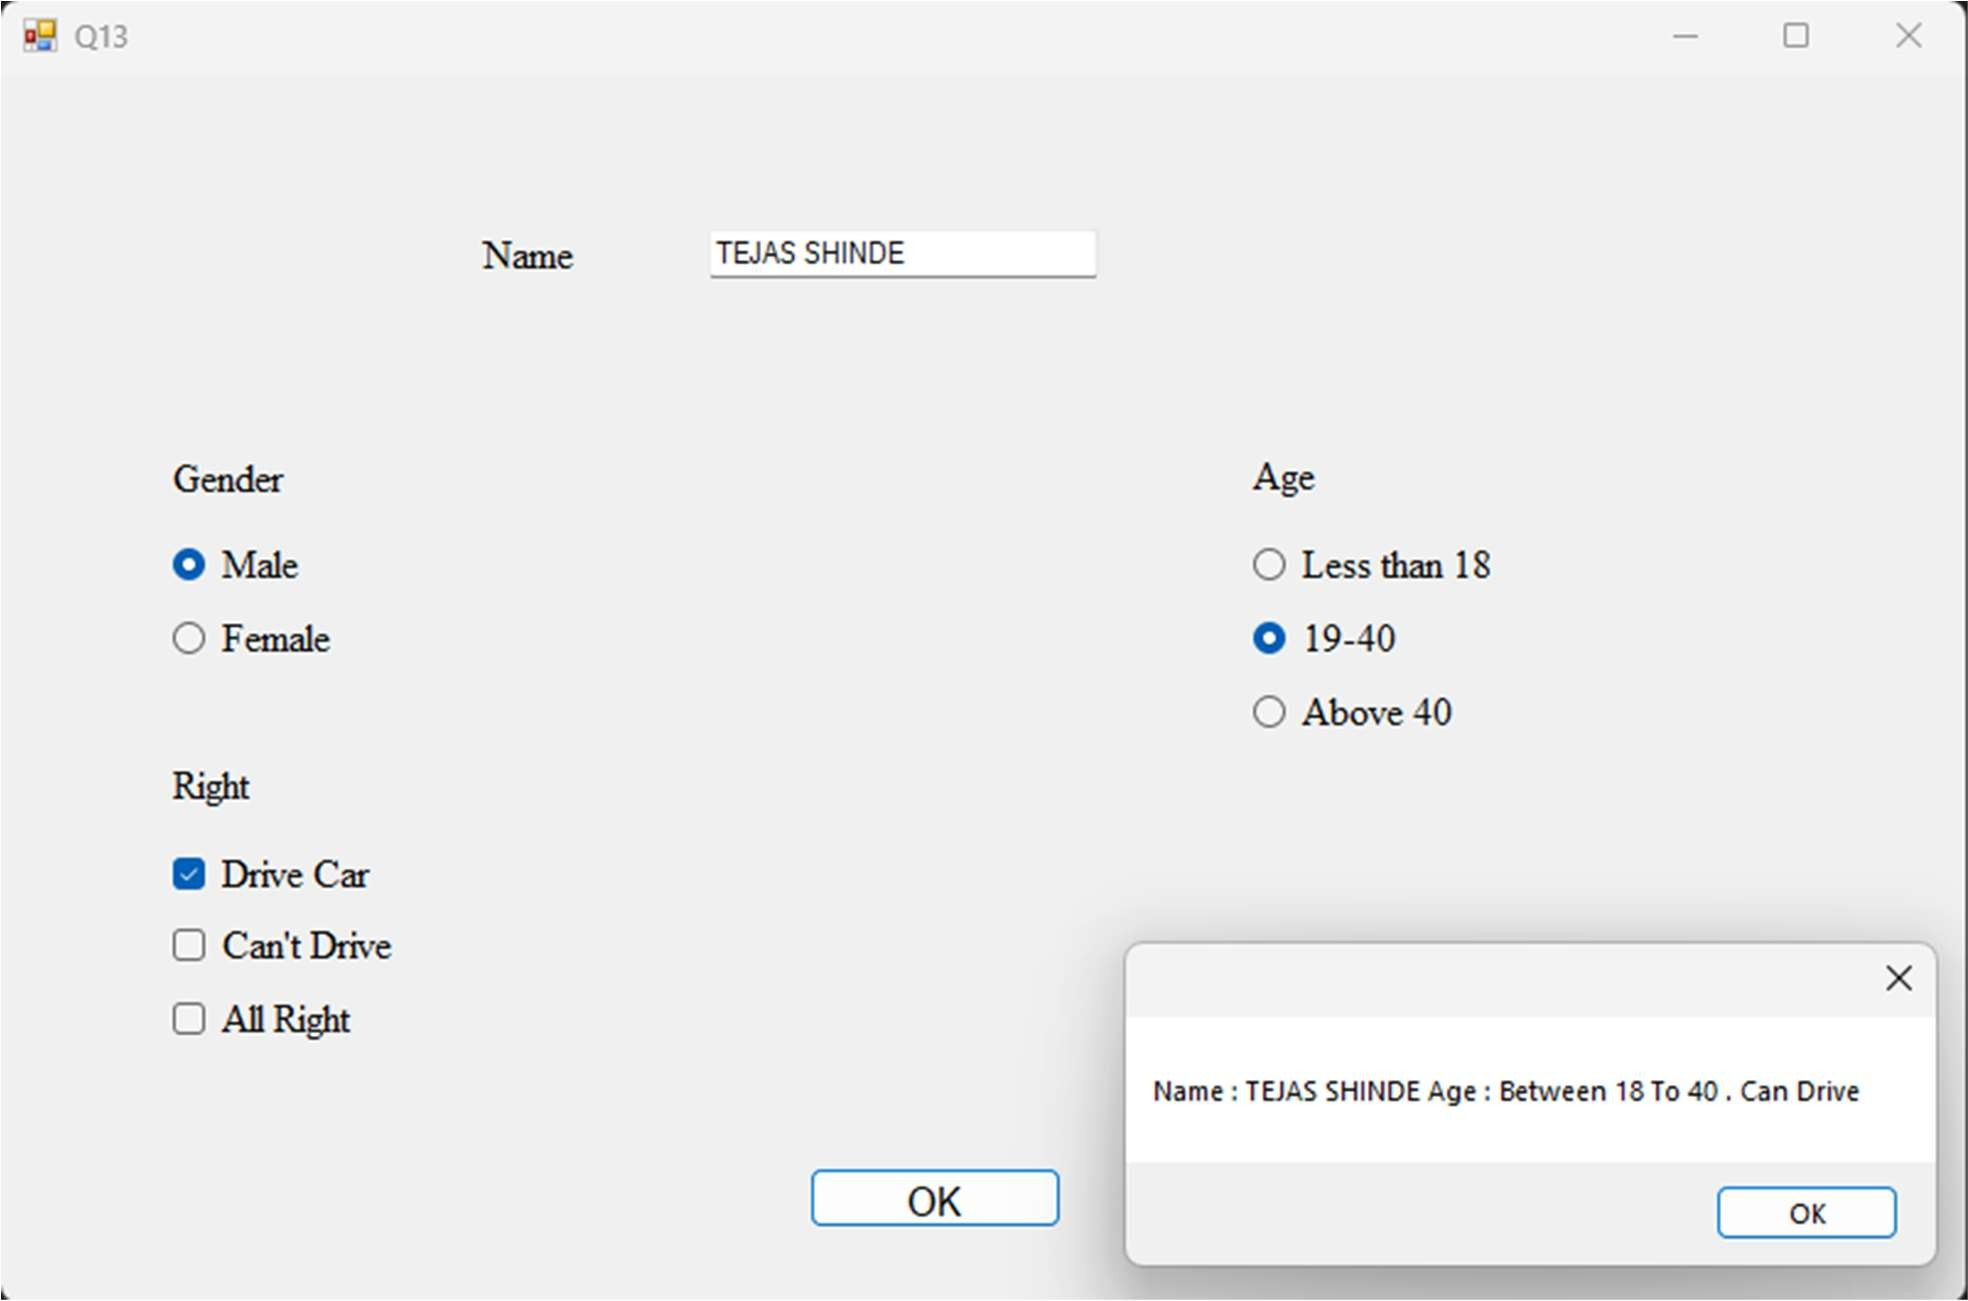 Q13
Name
TEJAS SHINDE
Gender
Male
Female
Age
Less than 18
19-40
Above 40
Right
Drive Car
Can't Drive
All Right
OK
Name : TEJAS SHINDE Age : Between 18 To 40 . Can Drive
OK